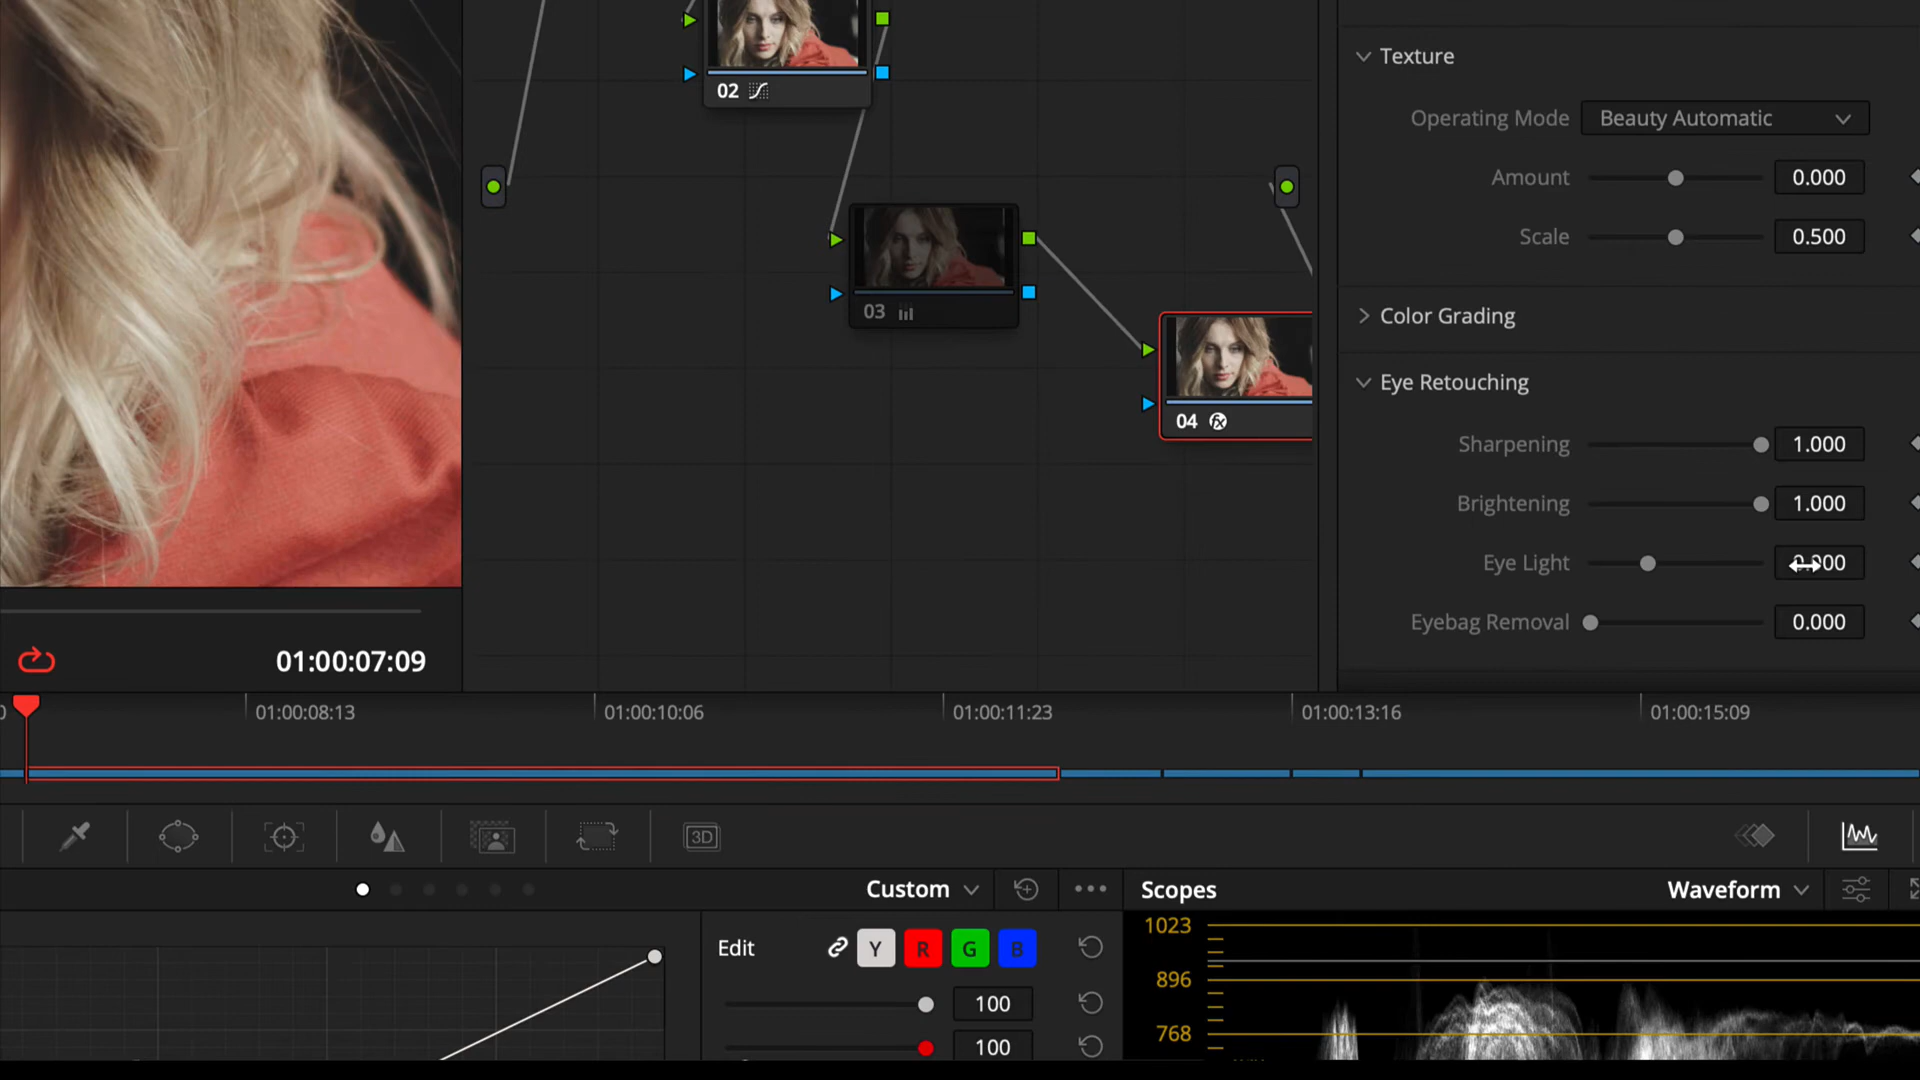 02
03
04
Texture
Operating Mode Beauty Automatic
Amount 0.000
Scale 0.500
Color Grading
Eye Retouching
Sharpening 1.000
Brightening 1.000
Eye Light
Eyebag Removal 0.000
01:00:07:09
01:00:08:13 01:00:10:06 01:00:11:23 01:00:13:16 01:00:15:09
3D
Custom
Scopes
Waveform
Edit Y R G B
100
100
1023
896
768